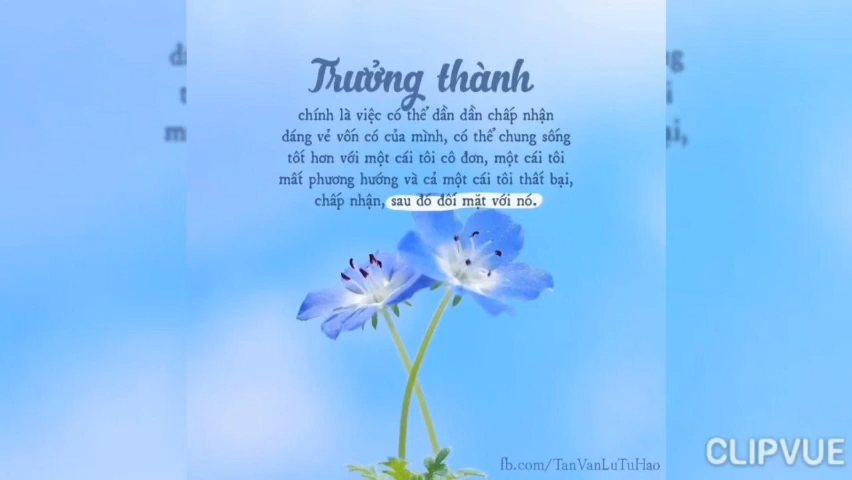 Trưởng thành
chính là việc có thể dần dần chấp nhận
dáng vẻ vốn có của mình, có thể chung sống
tốt hơn với một cái tôi cô đơn, một cái tôi
mất phương hướng và cả một cái tôi thất bại,
chấp nhận, sau đó đối mặt với nó.
fb.com/TanVanLuTuHao
CLIPVUE